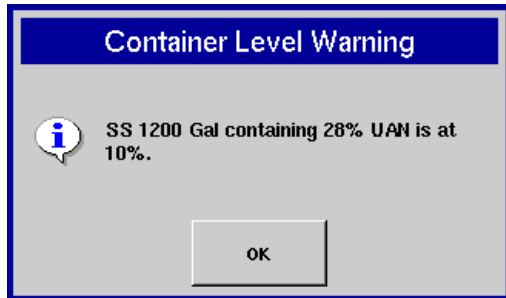 Container Level Warning
SS 1200 Gal containing 28% UAN is at
10%.
OK